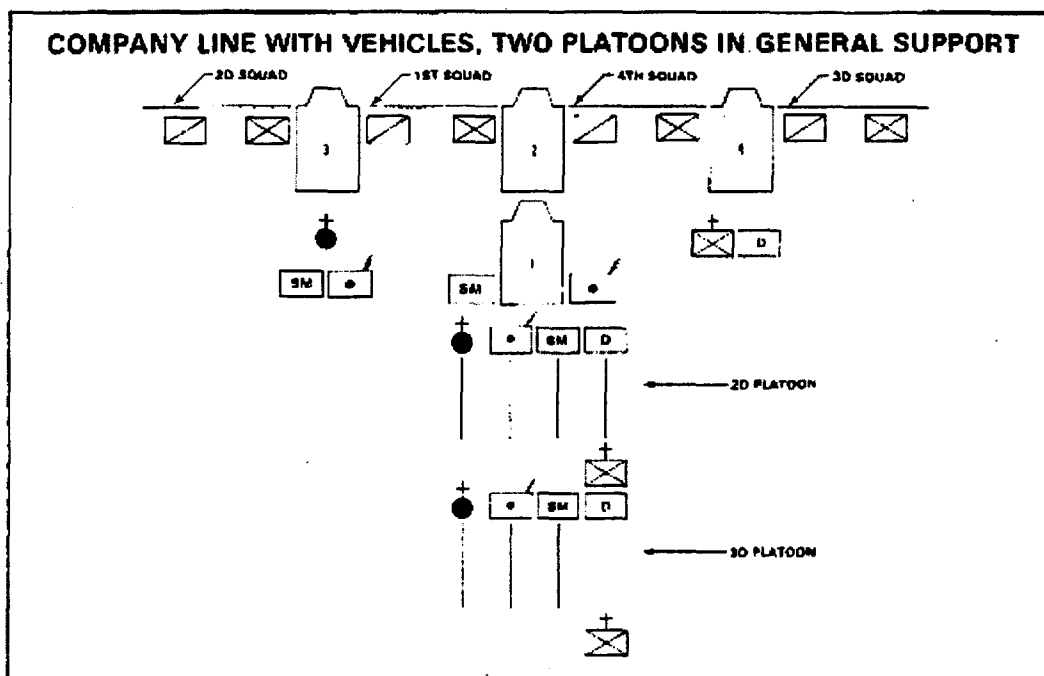 COMPANY LINE WITH VEHICLES, TWO PLATOONS IN GENERAL SUPPORT
2D SQUAD 1ST SQUAD 4TH SQUAD 3D SQUAD
3 2 4
D
1
SM SM
SM D
2D PLATOON
SM D
3D PLATOON